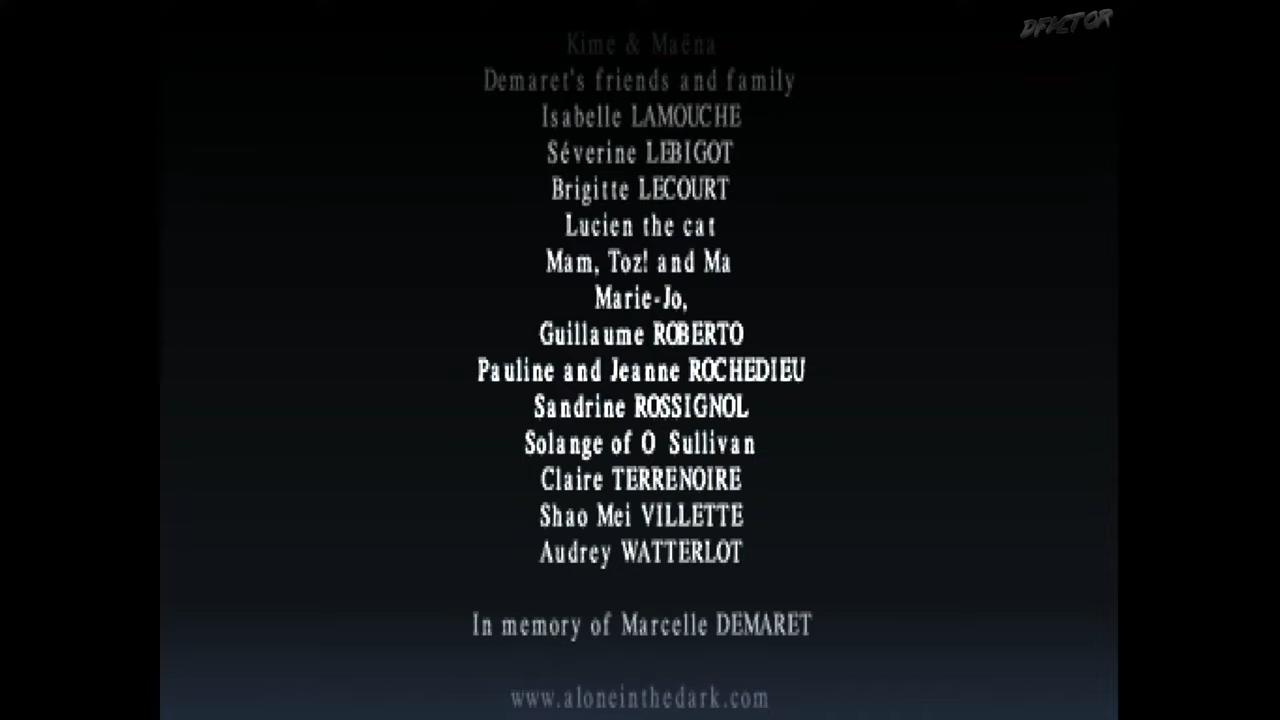 DFACTOR
Kime & Maëna
Demaret's friends and family
Isabelle LAMOUCHE
Séverine LEBIGOT
Brigitte LECOURT
Lucien the cat
Mam, Toz! and Ma
Marie-Jo,
Guillaume ROBERTO
Pauline and Jeanne ROCHEDIEU
Sandrine ROSSIGNOL
Solange of O Sullivan
Claire TERRENOIRE
Shao Mei VILLETTE
Audrey WATTERLOT
In memory of Marcelle DEMARET
www.aloneinthedark.com